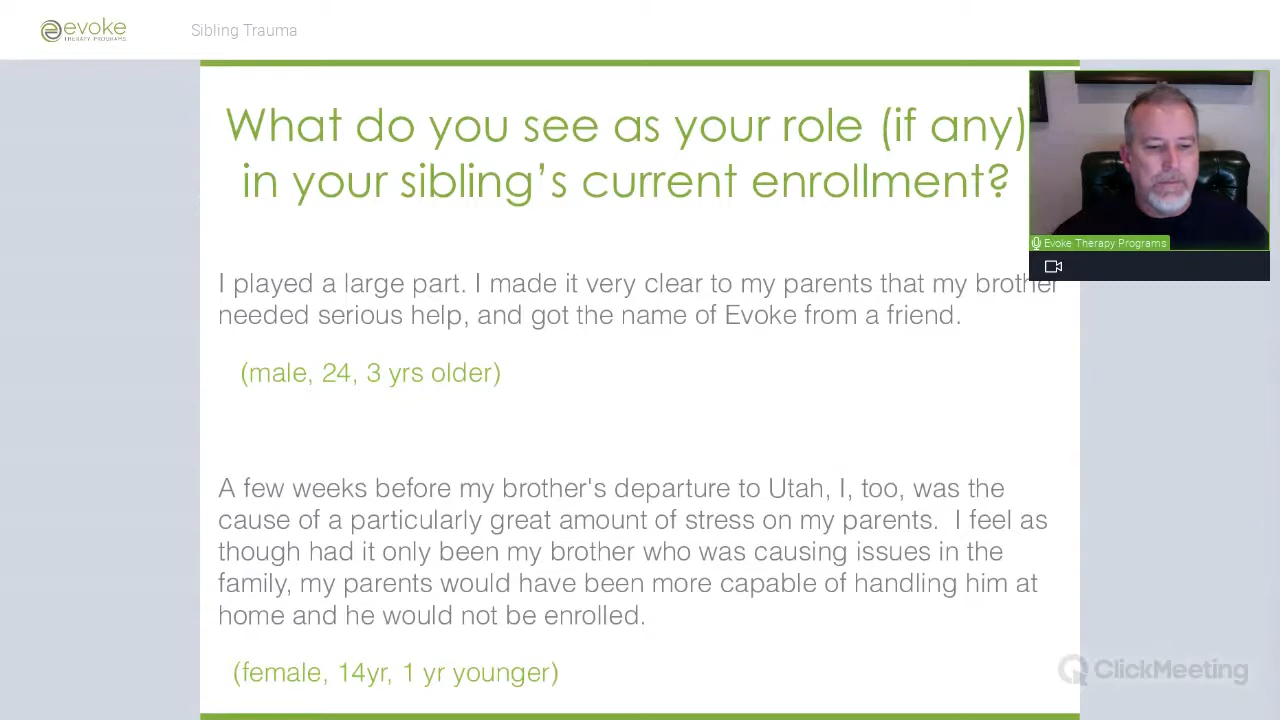 evoke
THERAPY PROGRAMS
Sibling Trauma
What do you see as your role (if any)
in your sibling's current enrollment?
Evoke Therapy Programs
I played a large part. I made it very clear to my parents that my brother
needed serious help, and got the name of Evoke from a friend.
(male, 24, 3 yrs older)
A few weeks before my brother's departure to Utah, I, too, was the
cause of a particularly great amount of stress on my parents.  I feel as
though had it only been my brother who was causing issues in the
family, my parents would have been more capable of handling him at
home and he would not be enrolled.
(female, 14yr, 1 yr younger)
ClickMeeting